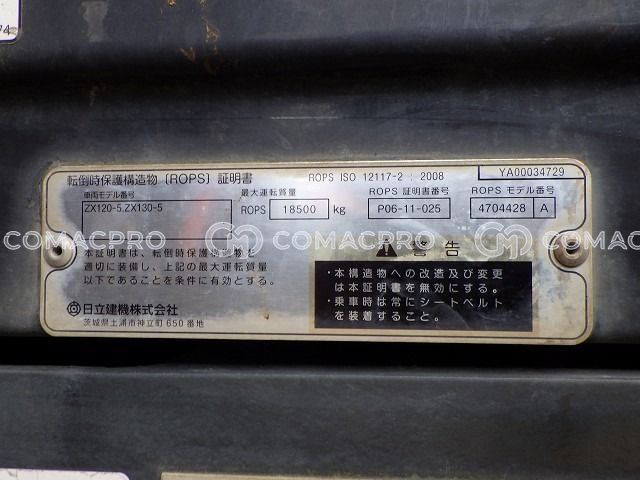 74
転倒時保護構造物 (ROPS) 証明書
ROPS ISO 12117-2 : 2008
YA00034729
車両モデル番号
ZX120-5,ZX130-5
最大運転質量
ROPS 18500 kg
ROPS 証明書番号
P06-11-025
ROPS モデル番号
4704428 A
COMACPRO COMACPRO COMACPRO
本証明書は、転倒時保護構造物を
適切に装備し、上記の最大運転質量
以下であることを条件に有効とする。
日立建機株式会社
茨城県土浦市神立町 650 番地
警告
・本構造物への改造及び変更
は本証明書を無効にする。
・乗車時は常にシートベルト
を装着すること。